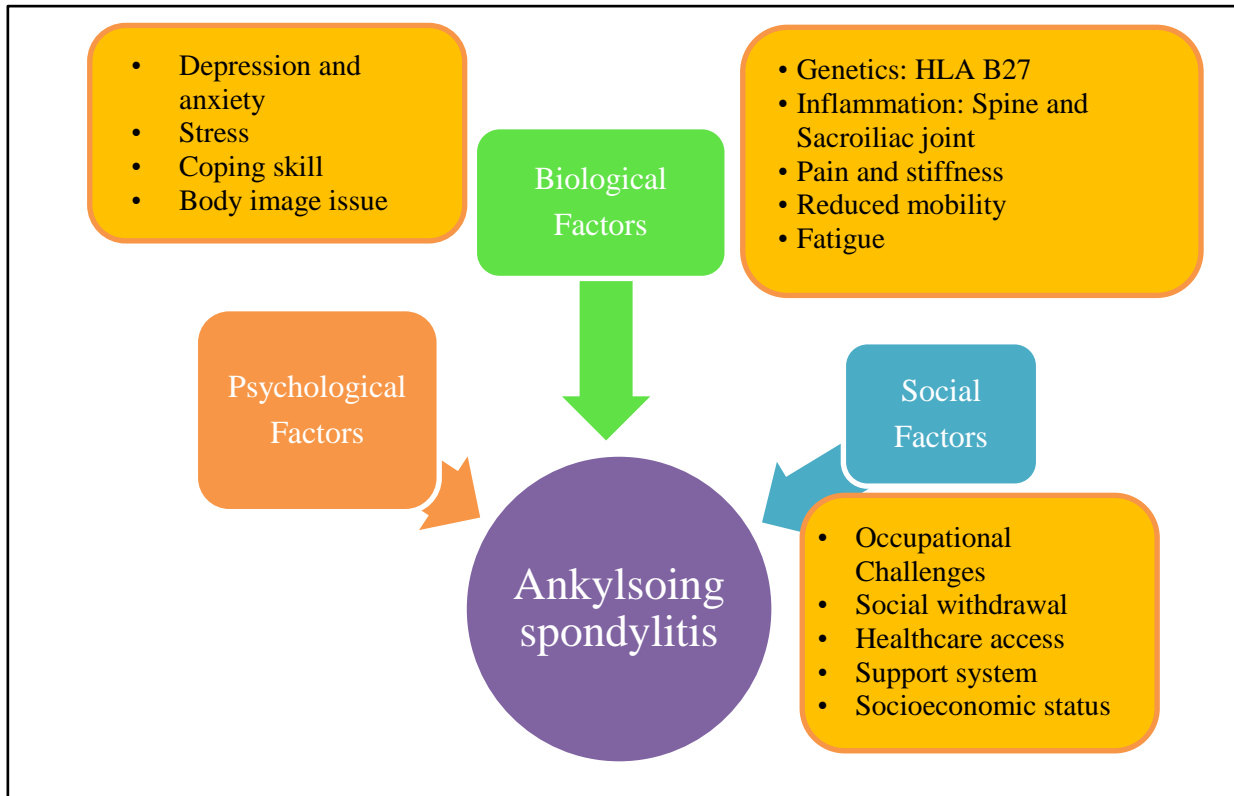 • Depression and
anxiety
• Stress
• Coping skill
• Body image issue
Biological
Factors
• Genetics: HLA B27
• Inflammation: Spine and
Sacroiliac joint
• Pain and stiffness
• Reduced mobility
• Fatigue
Psychological
Factors
Social
Factors
Ankylsoing
spondylitis
• Occupational
Challenges
• Social withdrawal
• Healthcare access
• Support system
• Socioeconomic status